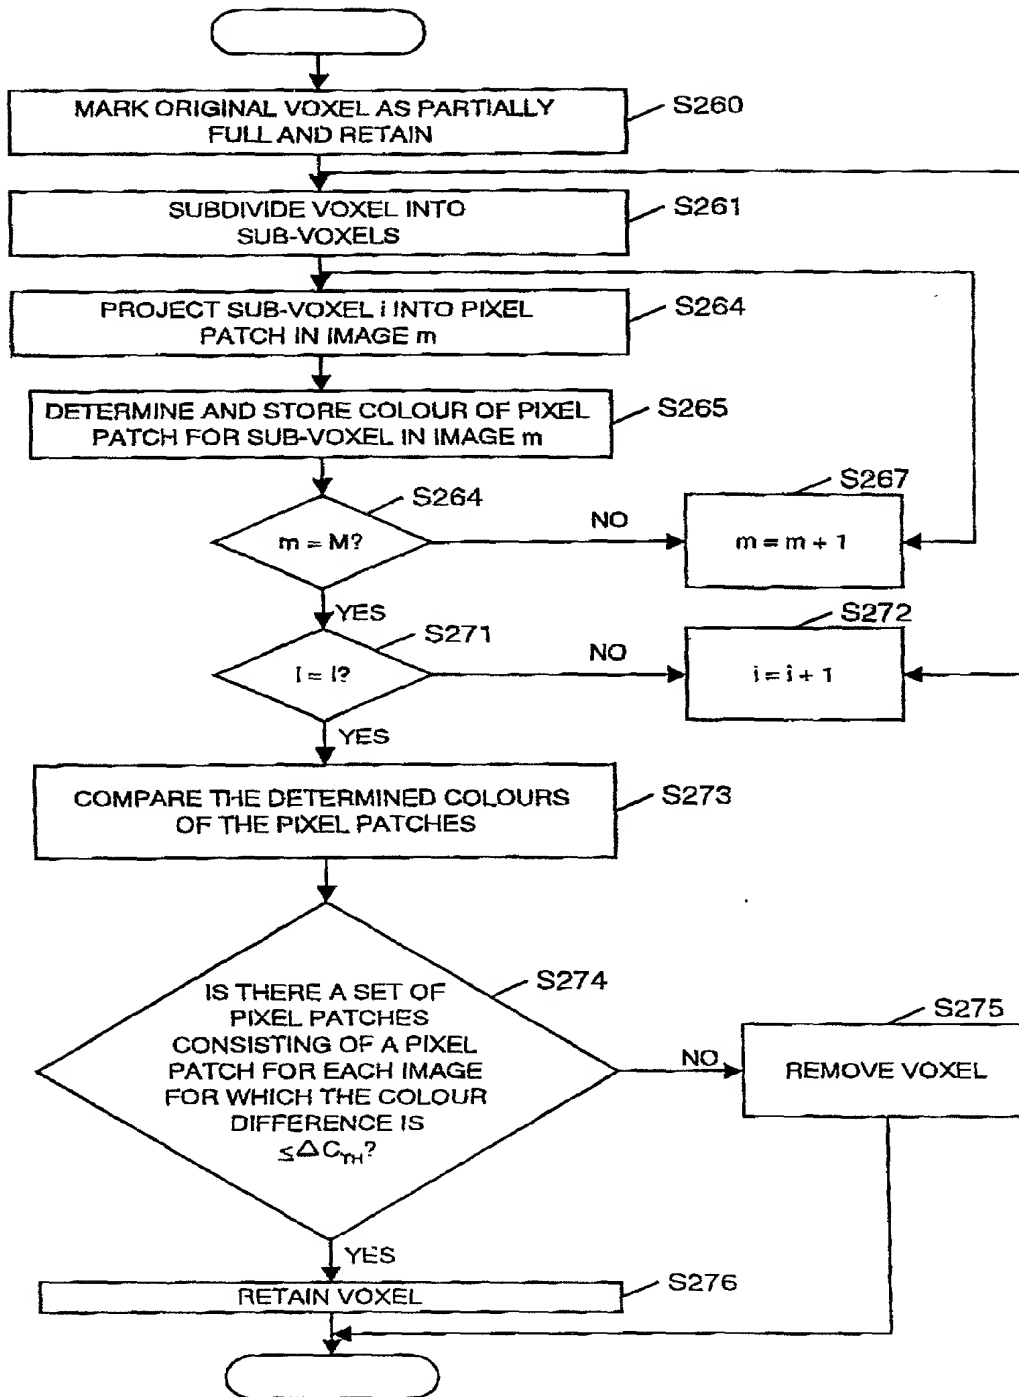 MARK ORIGINAL VOXEL AS PARTIALLY
FULL AND RETAIN
S260
SUBDIVIDE VOXEL INTO
SUB-VOXELS
S261
PROJECT SUB-VOXEL i INTO PIXEL
PATCH IN IMAGE m
S264
DETERMINE AND STORE COLOUR OF PIXEL
PATCH FOR SUB-VOXEL IN IMAGE m
S265
m = M?
S264
NO
m = m + 1
S267
YES
i = I?
S271
NO
i = i + 1
S272
YES
COMPARE THE DETERMINED COLOURS
OF THE PIXEL PATCHES
S273
IS THERE A SET OF
PIXEL PATCHES
CONSISTING OF A PIXEL
PATCH FOR EACH IMAGE
FOR WHICH THE COLOUR
DIFFERENCE IS
≤ΔC_TH?
S274
NO
REMOVE VOXEL
S275
YES
RETAIN VOXEL
S276